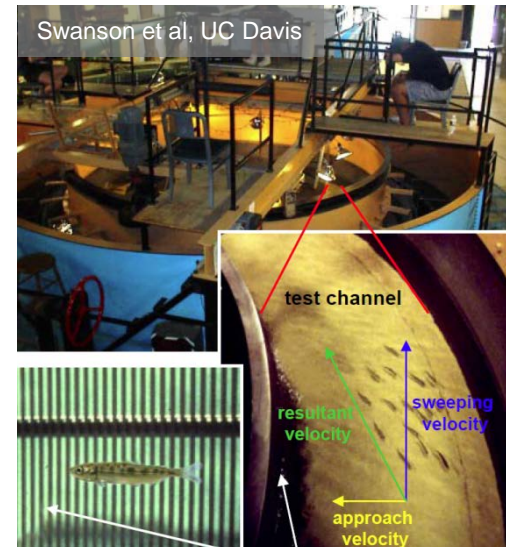 Swanson et al, UC Davis
test channel
resultant
velocity
sweeping
velocity
approach
velocity